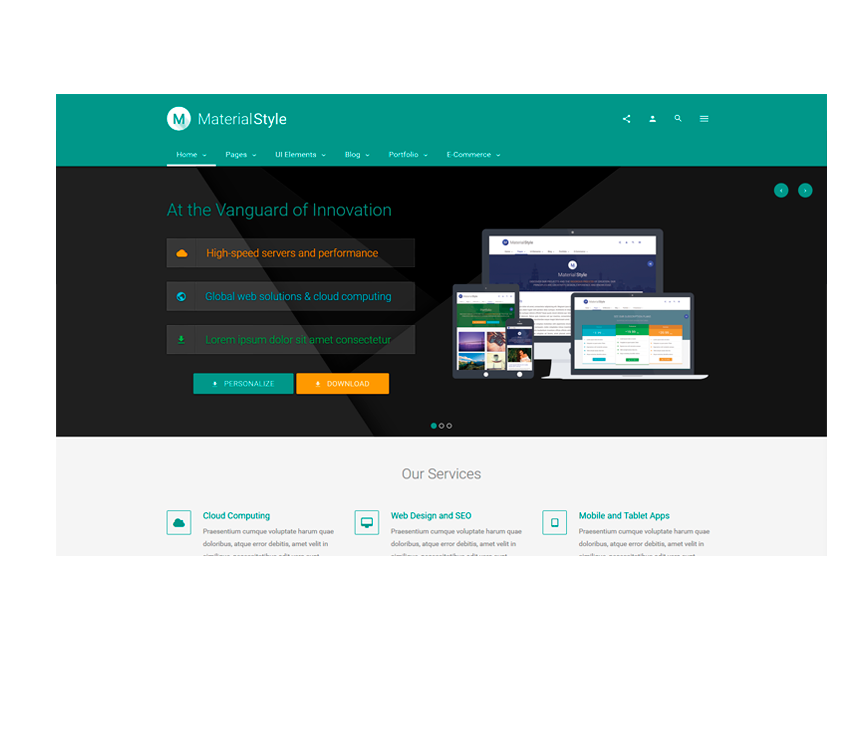 M MaterialStyle
Home Pages UI Elements Blog Portfolio E-Commerce
At the Vanguard of Innovation
High-speed servers and performance
Global web solutions & cloud computing
Lorem ipsum dolor sit amet consectetur
PERSONALIZE DOWNLOAD
MaterialStyle
Material Style
Our Services
Cloud Computing
Praesentium cumque voluptate harum quae
doloribus, atque error debitis, amet velit in
Web Design and SEO
Praesentium cumque voluptate harum quae
doloribus, atque error debitis, amet velit in
Mobile and Tablet Apps
Praesentium cumque voluptate harum quae
doloribus, atque error debitis, amet velit in